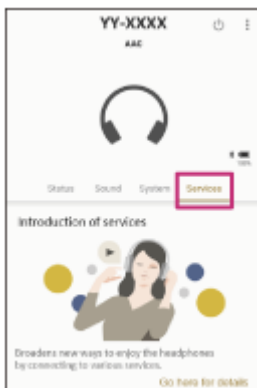 YY-XXXX
AAC
100%
Status Sound System Services
Introduction of services
Broadens new ways to enjoy the headphones
by connecting to various services.
Go here for details